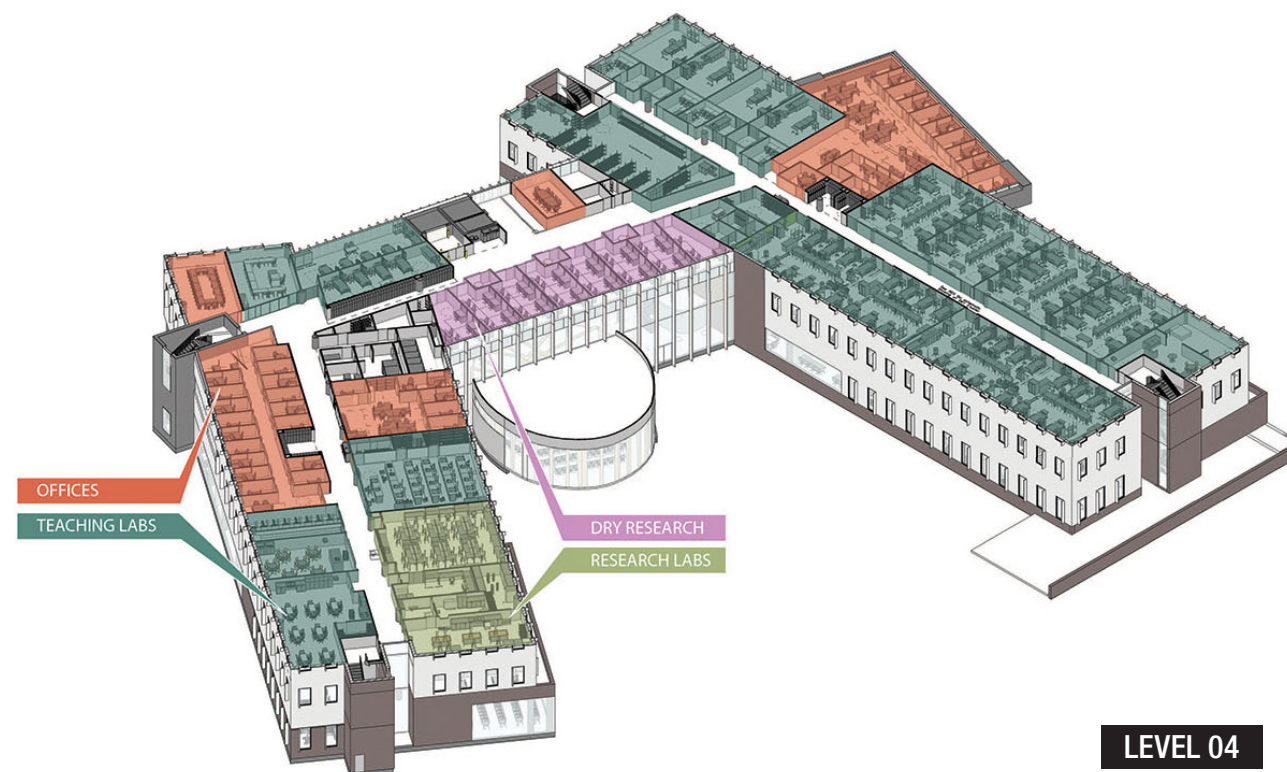 OFFICES
TEACHING LABS
DRY RESEARCH
RESEARCH LABS
LEVEL 04